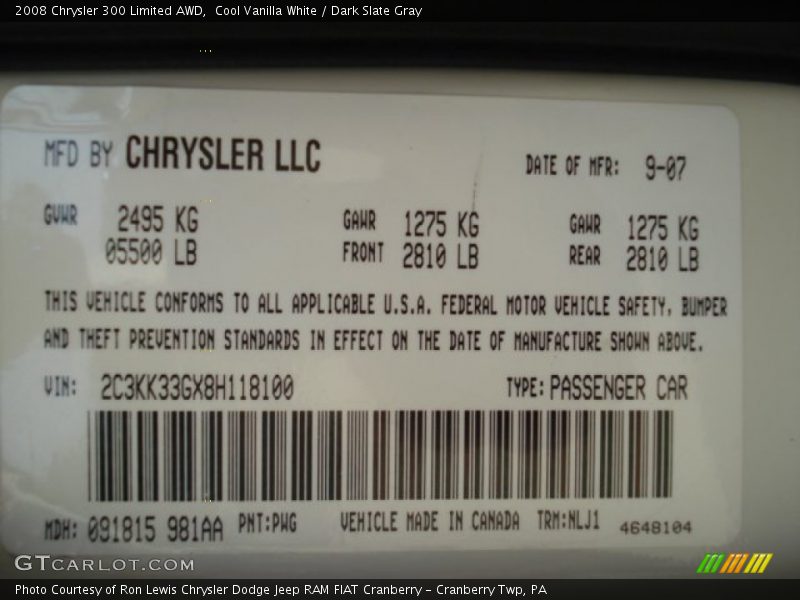 2008 Chrysler 300 Limited AWD,  Cool Vanilla White / Dark Slate Gray
MFD BY CHRYSLER LLC DATE OF MFR: 9-07
GVWR 2495 KG GAWR 1275 KG GAWR 1275 KG
05500 LB FRONT 2810 LB REAR 2810 LB
THIS VEHICLE CONFORMS TO ALL APPLICABLE U.S.A. FEDERAL MOTOR VEHICLE SAFETY, BUMPER
AND THEFT PREVENTION STANDARDS IN EFFECT ON THE DATE OF MANUFACTURE SHOWN ABOVE.
VIN: 2C3KK33GX8H118100 TYPE: PASSENGER CAR
MDH: 091815 981AA PNT:PWG VEHICLE MADE IN CANADA TRM:NLJ1 4648104
GTCARLOT.COM
Photo Courtesy of Ron Lewis Chrysler Dodge Jeep RAM FIAT Cranberry – Cranberry Twp, PA